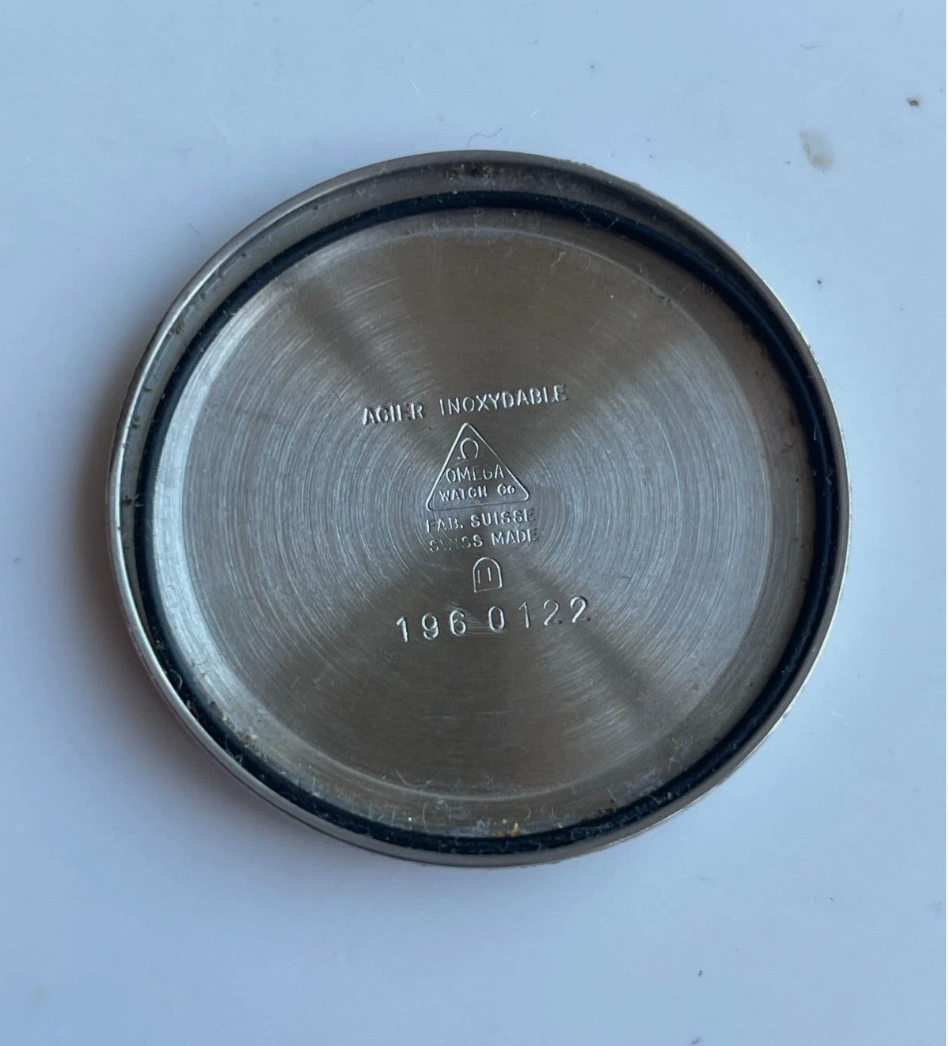 ACIER INOXYDABLE
Ω
OMEGA
WATCH Co
FAB. SUISSE
SWISS MADE
196 0122